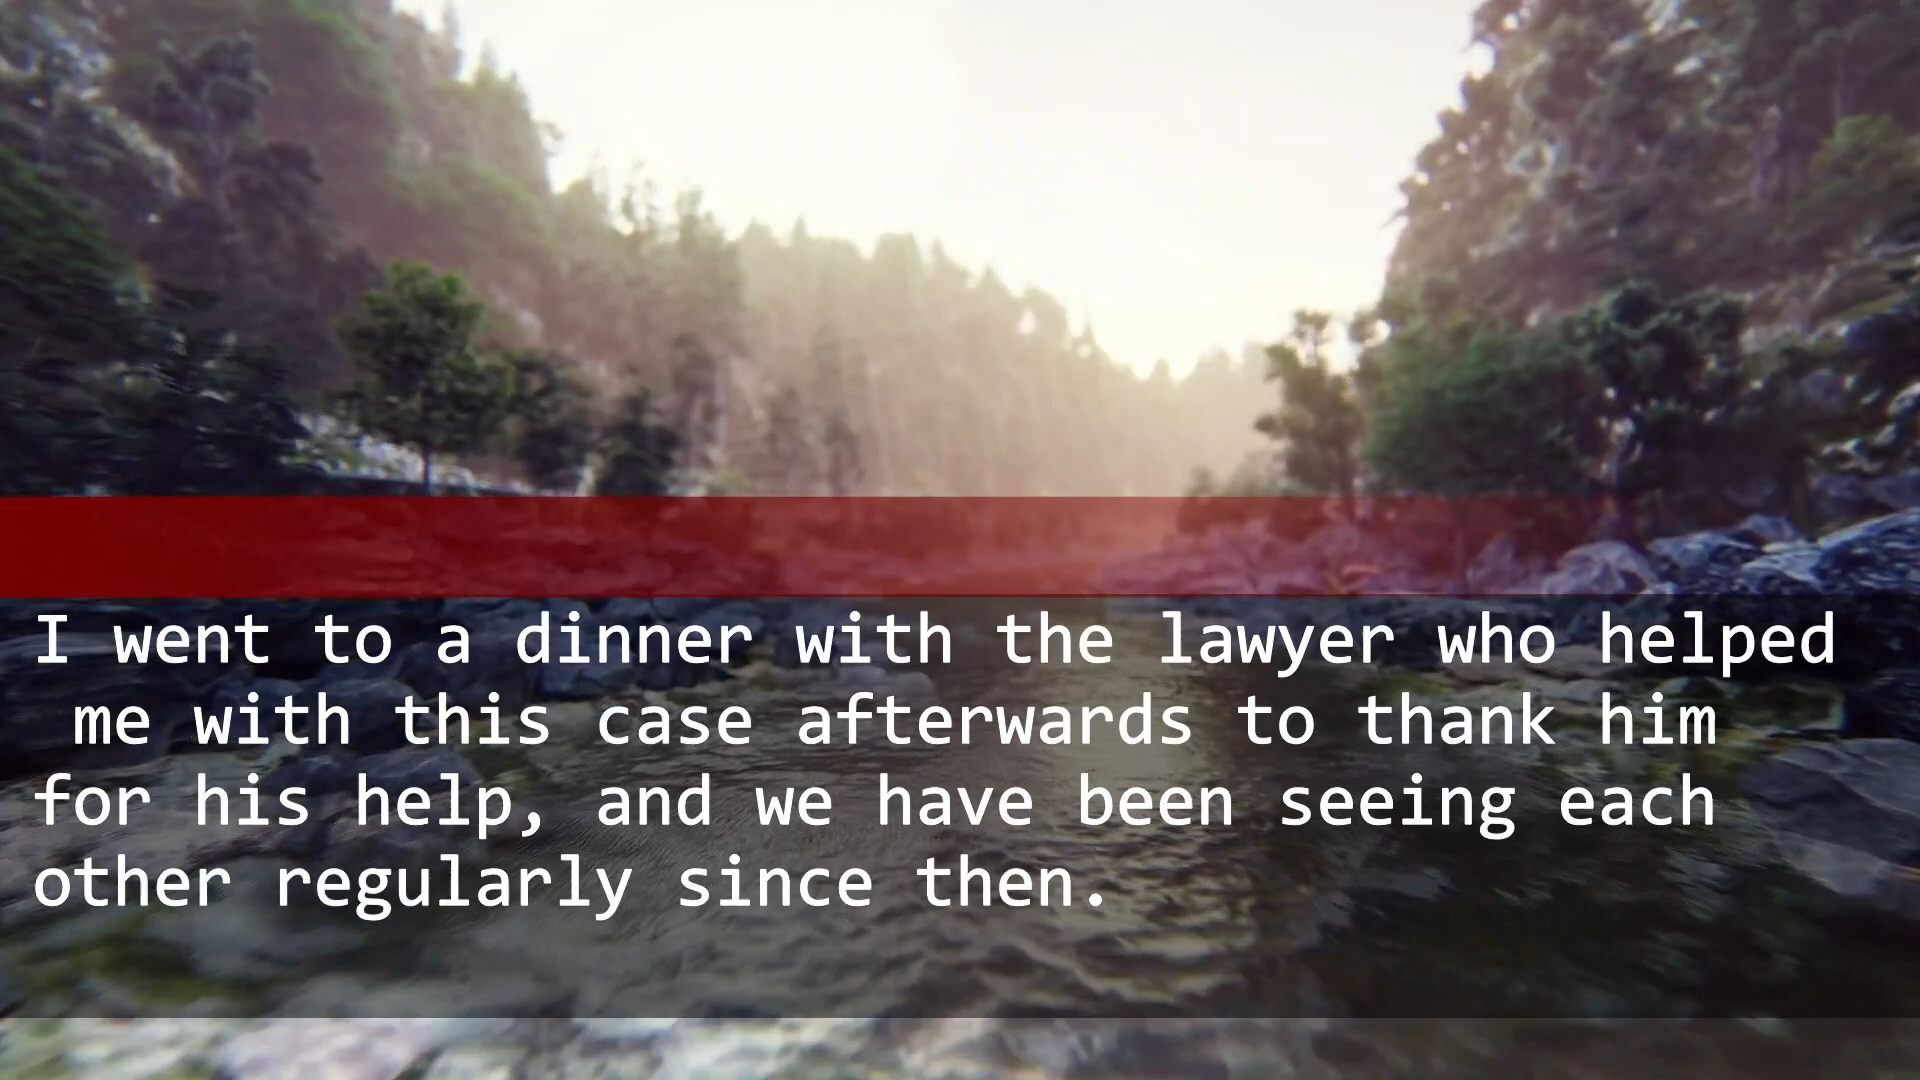 I went to a dinner with the lawyer who helped
me with this case afterwards to thank him
for his help, and we have been seeing each
other regularly since then.